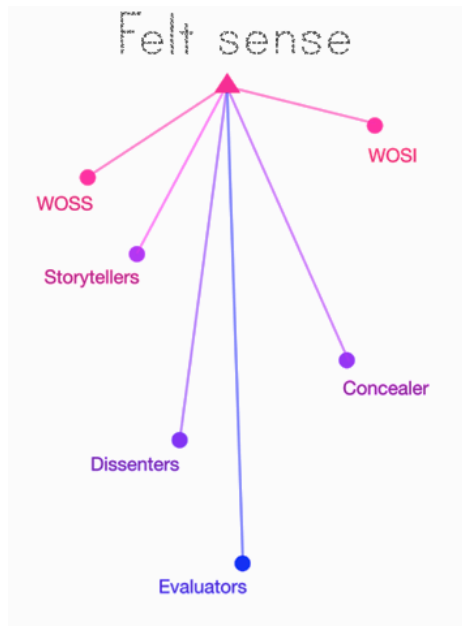 Felt sense
WOSI
WOSS
Storytellers
Concealer
Dissenters
Evaluators